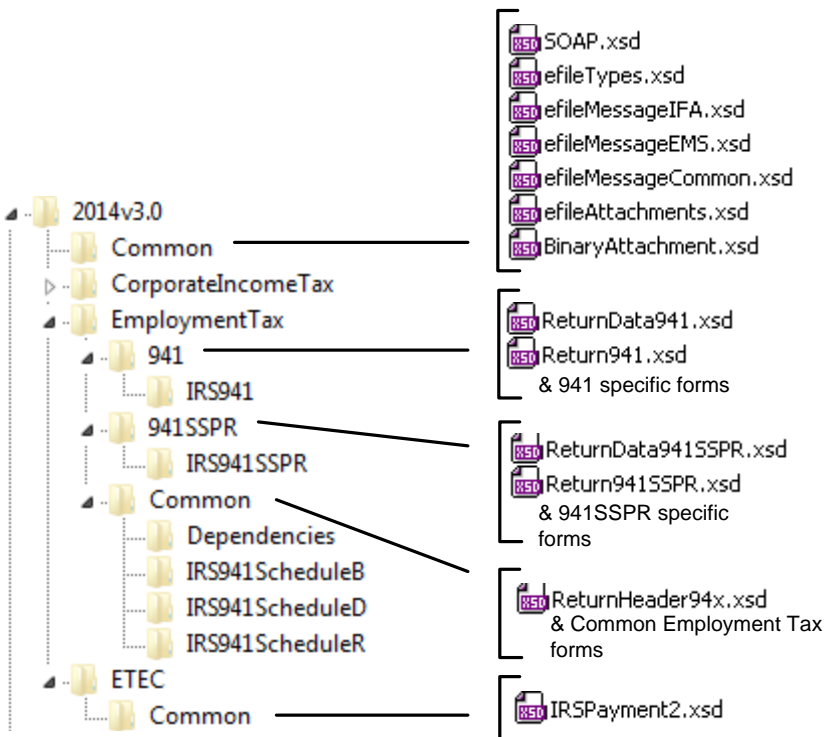 SOAP.xsd
efileTypes.xsd
efileMessageIFA.xsd
efileMessageEMS.xsd
efileMessageCommon.xsd
efileAttachments.xsd
BinaryAttachment.xsd
2014v3.0
Common
CorporateIncomeTax
EmploymentTax
941
IRS941
941SSPR
IRS941SSPR
Common
Dependencies
IRS941ScheduleB
IRS941ScheduleD
IRS941ScheduleR
ETEC
Common
ReturnData941.xsd
Return941.xsd
& 941 specific forms
ReturnData941SSPR.xsd
Return941SSPR.xsd
& 941SSPR specific
forms
ReturnHeader94x.xsd
& Common Employment Tax
forms
IRSPayment2.xsd